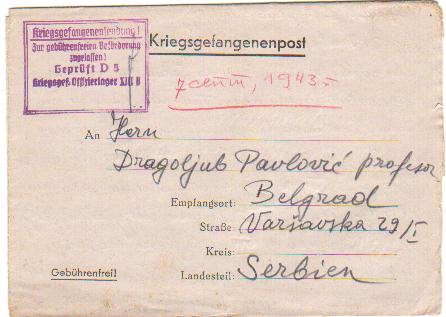 Kriegsgefangenensendung!
Zur gebührenfreien Beförderung
zugelassen!
Geprüft D 5
Kriegsgef. Offizierlager XIII B
Kriegsgefangenenpost
7 септ, 1943.-
An Herrn
Dragoljub Pavlović profesor
Empfangsort: Belgrad
Straße: Varšavska 29/I
Kreis:
Gebührenfrei! Landesteil: Serbien